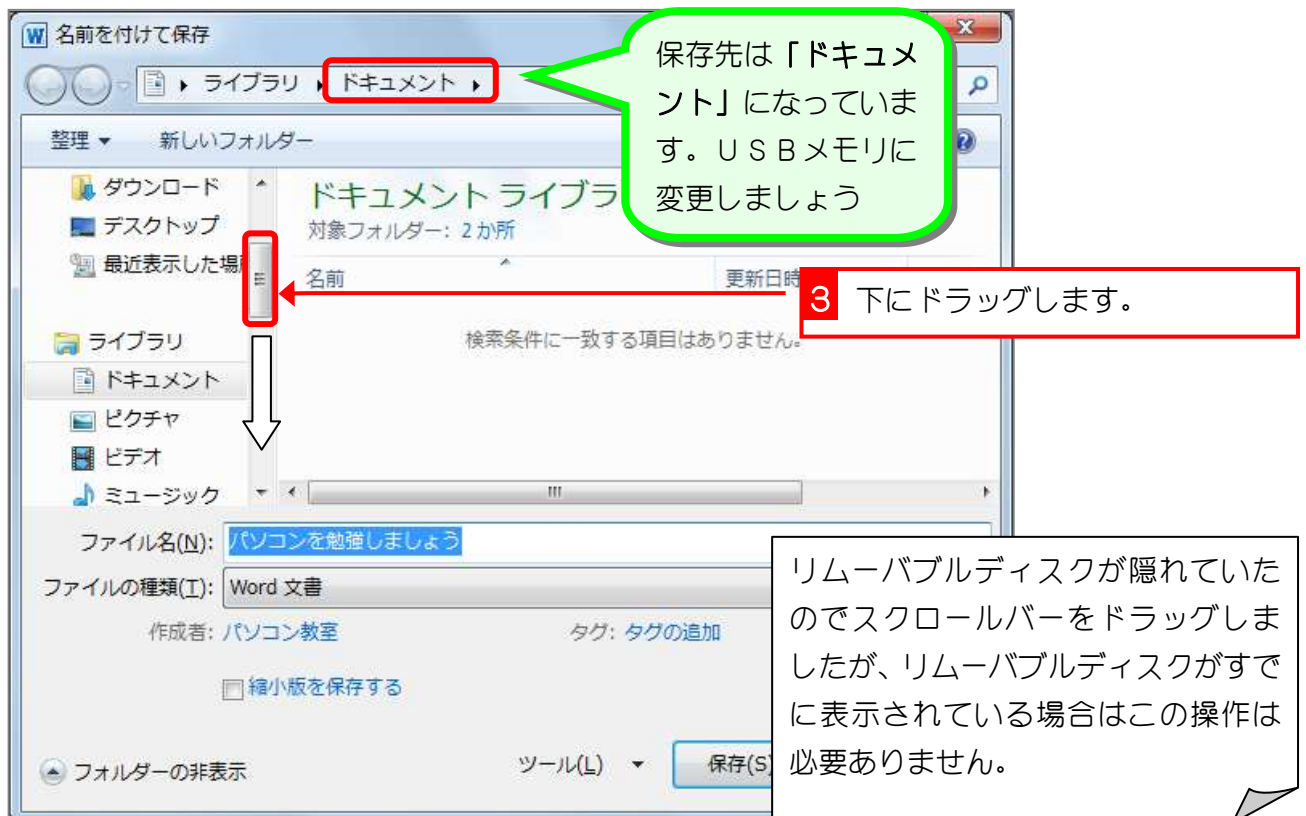 名前を付けて保存
ライブラリ ドキュメント
保存先は「ドキュメ
ント」になっていま
す。ＵＳＢメモリに
変更しましょう
整理 新しいフォルダー
ダウンロード
デスクトップ
最近表示した場
ライブラリ
ドキュメント
ピクチャ
ビデオ
ミュージック
ドキュメント ライブラ
対象フォルダー: 2 か所
名前 更新日時
検索条件に一致する項目はありません。
3 下にドラッグします。
ファイル名(N): パソコンを勉強しましょう
ファイルの種類(T): Word 文書
作成者: パソコン教室 タグ: タグの追加
縮小版を保存する
フォルダーの非表示 ツール(L) 保存(S)
リムーバブルディスクが隠れていた
のでスクロールバーをドラッグしま
したが、リムーバブルディスクがすで
に表示されている場合はこの操作は
必要ありません。